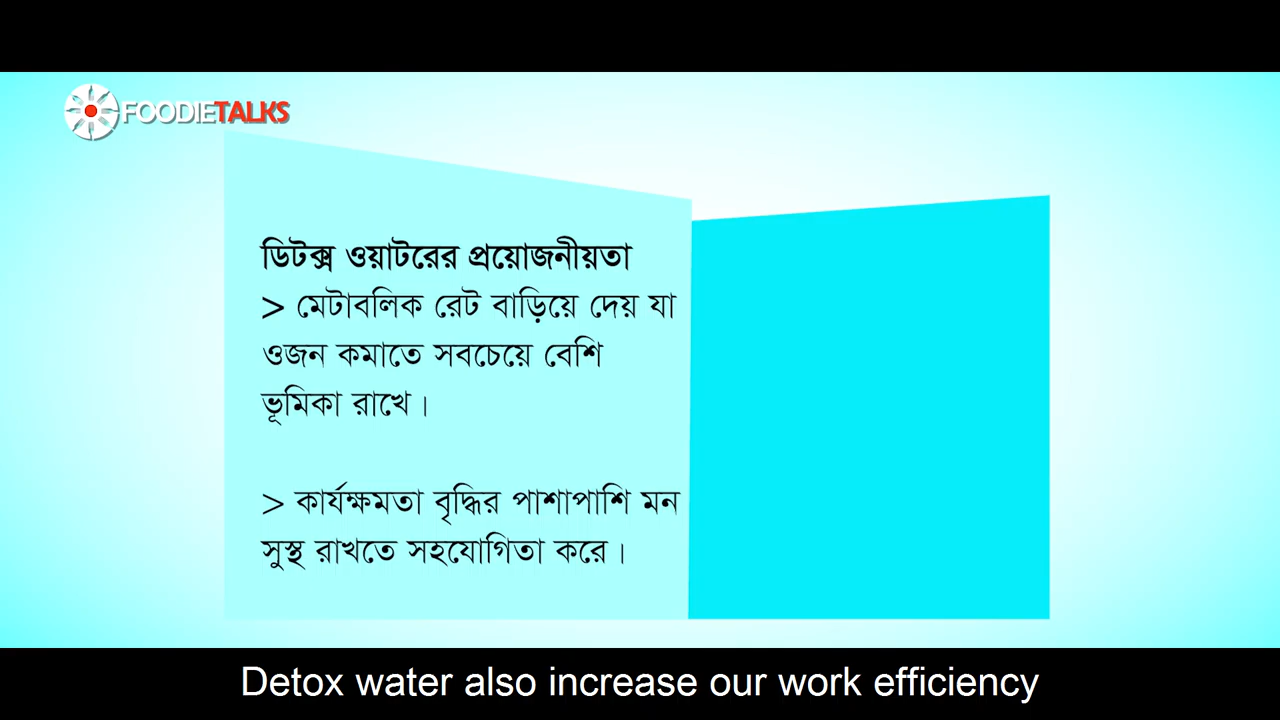 FOODIETALKS
ডিটক্স ওয়াটরের প্রয়োজনীয়তা
> মেটাবলিক রেট বাড়িয়ে দেয় যা
ওজন কমাতে সবচেয়ে বেশি
ভূমিকা রাখে।
> কার্যক্ষমতা বৃদ্ধির পাশাপাশি মন
সুস্থ রাখতে সহযোগিতা করে।
Detox water also increase our work efficiency